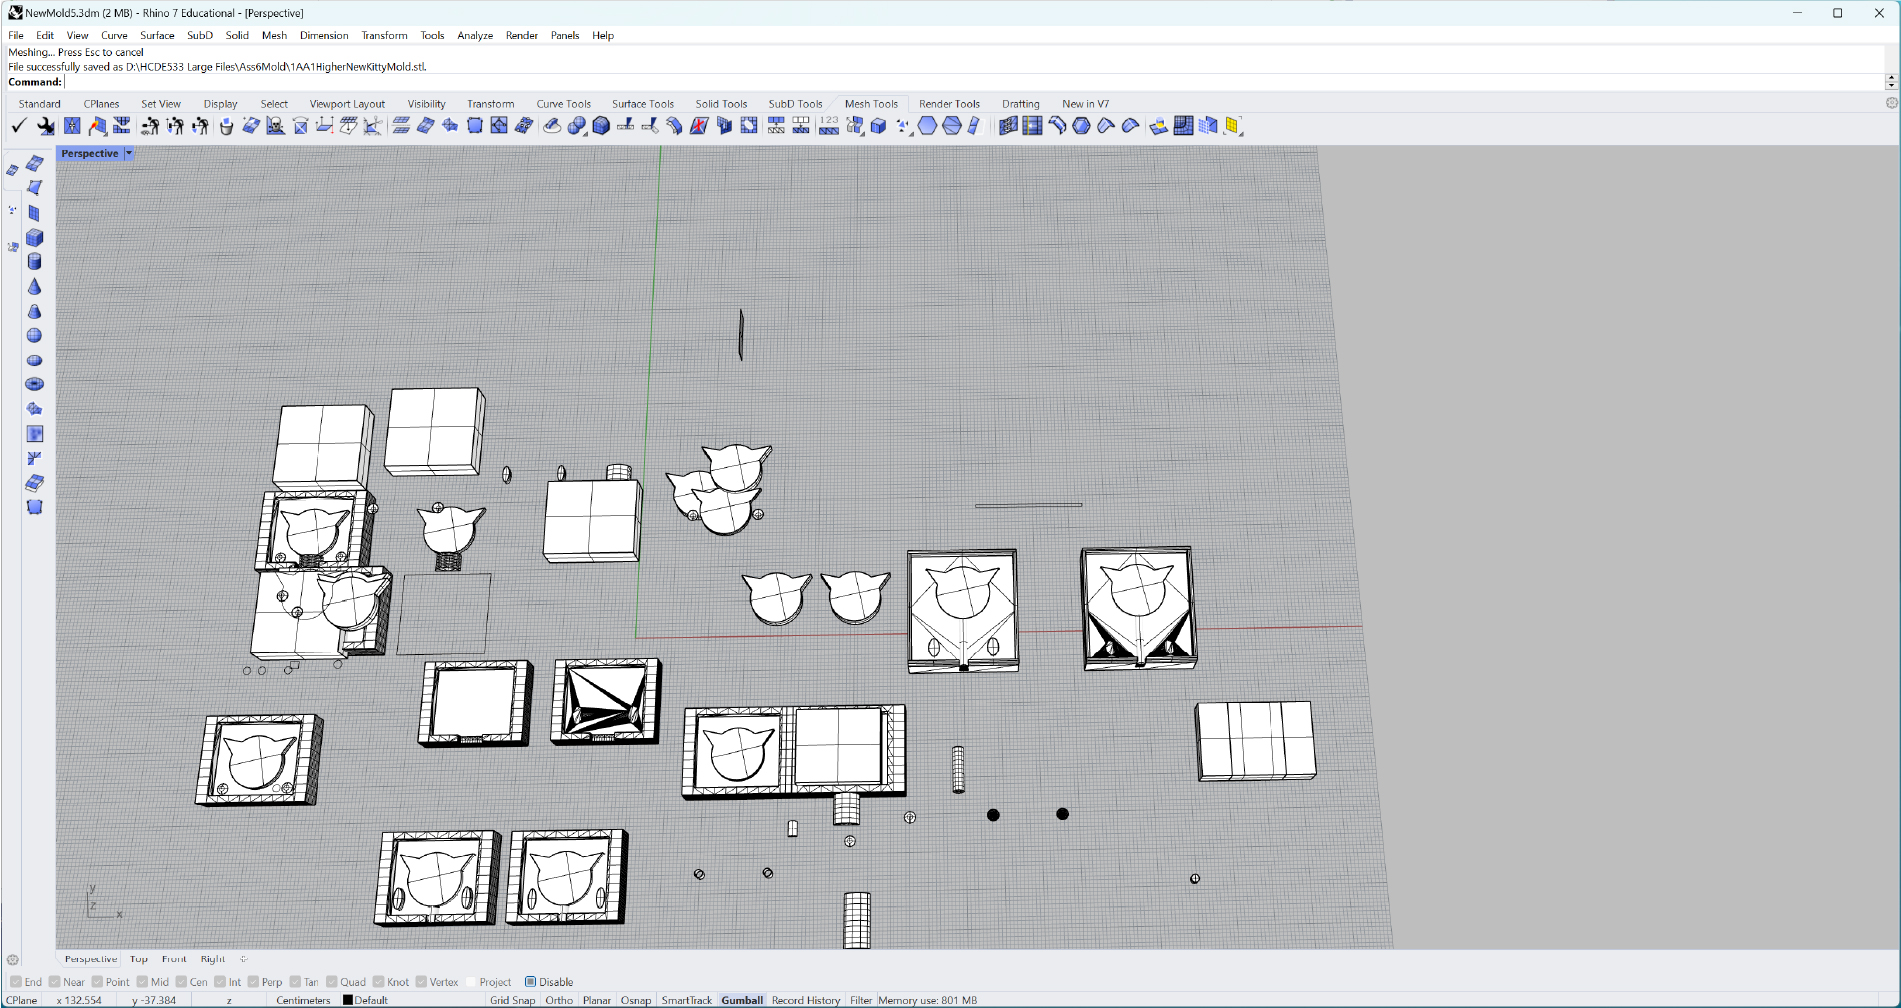 NewMold5.3dm (2 MB) - Rhino 7 Educational - [Perspective]
File Edit View Curve Surface SubD Solid Mesh Dimension Transform Tools Analyze Render Panels Help
Meshing... Press Esc to cancel
File successfully saved as D:\HCDE533 Large Files\Ass6Mold\1AA1HigherNewKittyMold.stl.
Command:
Standard CPlanes Set View Display Select Viewport Layout Visibility Transform Curve Tools Surface Tools Solid Tools SubD Tools Mesh Tools Render Tools Drafting New in V7
123
Perspective
y
z
x
Perspective Top Front Right
End Near Point Mid Cen Int Perp Tan Quad Knot Vertex Project Disable
CPlane x 132.554 y -37.384 z Centimeters Default Grid Snap Ortho Planar Osnap SmartTrack Gumball Record History Filter Memory use: 801 MB